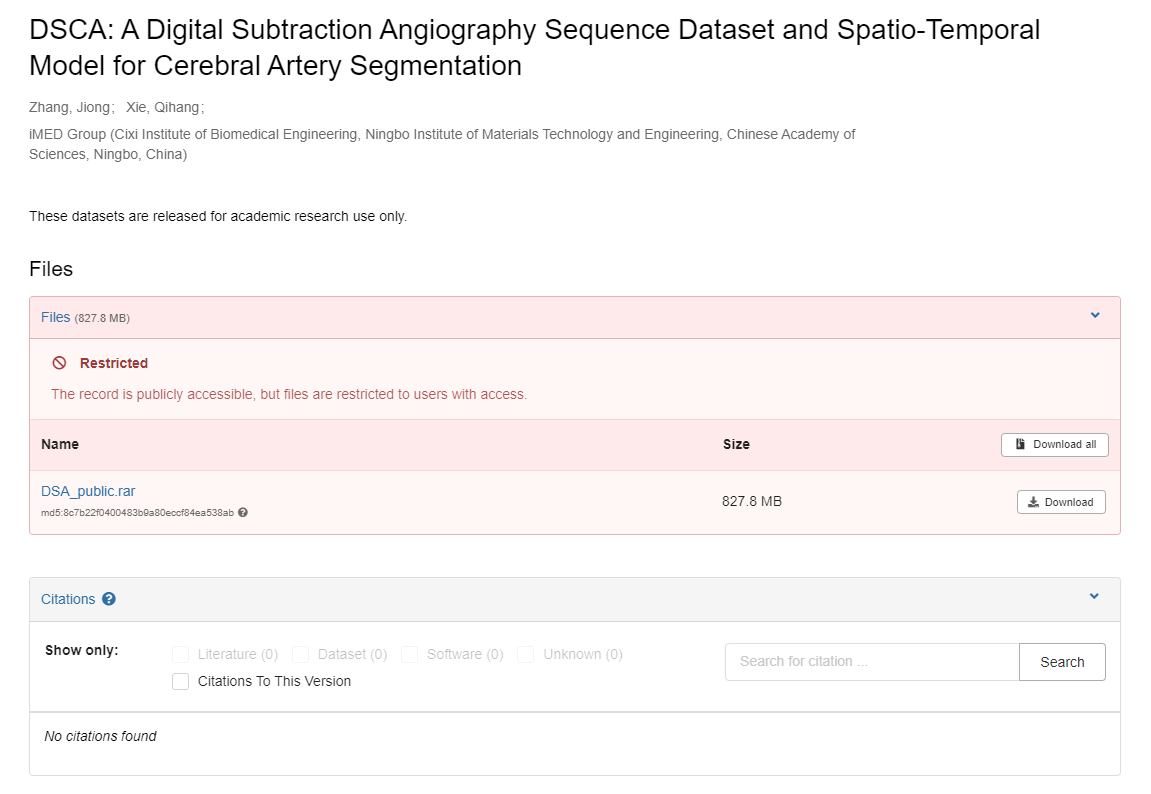 DSCA: A Digital Subtraction Angiography Sequence Dataset and Spatio-Temporal
Model for Cerebral Artery Segmentation
Zhang, Jiong; Xie, Qihang;
iMED Group (Cixi Institute of Biomedical Engineering, Ningbo Institute of Materials Technology and Engineering, Chinese Academy of
Sciences, Ningbo, China)
These datasets are released for academic research use only.
Files
Files (827.8 MB)
Restricted
The record is publicly accessible, but files are restricted to users with access.
Name Size Download all
DSA_public.rar
827.8 MB Download
md5:8c7b22f0400483b9a80eccf84ea538ab
Citations
Show only:
Literature (0) Dataset (0) Software (0) Unknown (0)
Search for citation ... Search
Citations To This Version
No citations found